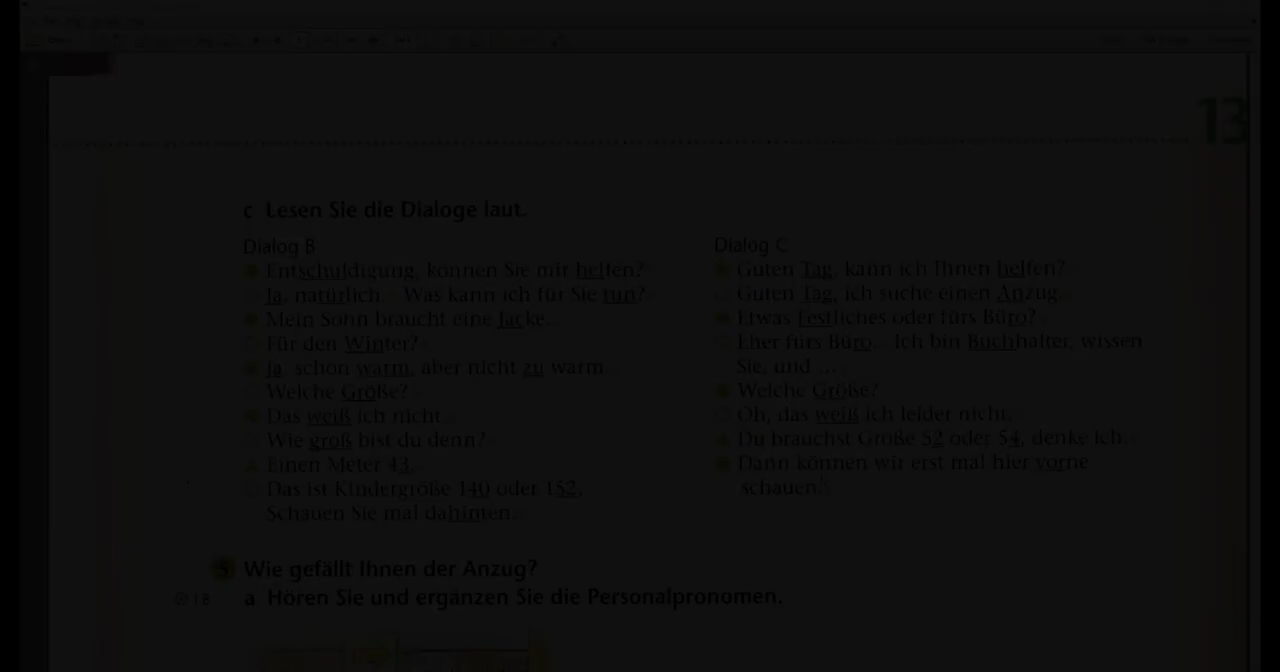 13
c Lesen Sie die Dialoge laut.
Dialog B
Entschuldigung, können Sie mir helfen?
Ja, natürlich. Was kann ich für Sie tun?
Mein Sohn braucht eine Jacke.
Für den Winter?
Ja, schon warm, aber nicht zu warm.
Welche Größe?
Das weiß ich nicht.
Wie groß bist du denn?
Einen Meter 43.
Das ist Kindergröße 140 oder 152.
Schauen Sie mal dahinten.
Dialog C
Guten Tag, kann ich Ihnen helfen?
Guten Tag, ich suche einen Anzug.
Etwas Festliches oder fürs Büro?
Eher fürs Büro. Ich bin Buchhalter, wissen
Sie, und ...
Welche Größe?
Oh, das weiß ich leider nicht.
Du brauchst Größe 52 oder 54, denke ich.
Dann können wir erst mal hier vorne
schauen.
5 Wie gefällt Ihnen der Anzug?
a Hören Sie und ergänzen Sie die Personalpronomen.